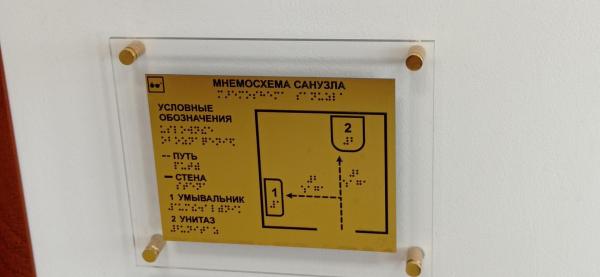 МНЕМОСХЕМА САНУЗЛА
УСЛОВНЫЕ
ОБОЗНАЧЕНИЯ
ПУТЬ
СТЕНА
1 УМЫВАЛЬНИК
2 УНИТАЗ
2
1